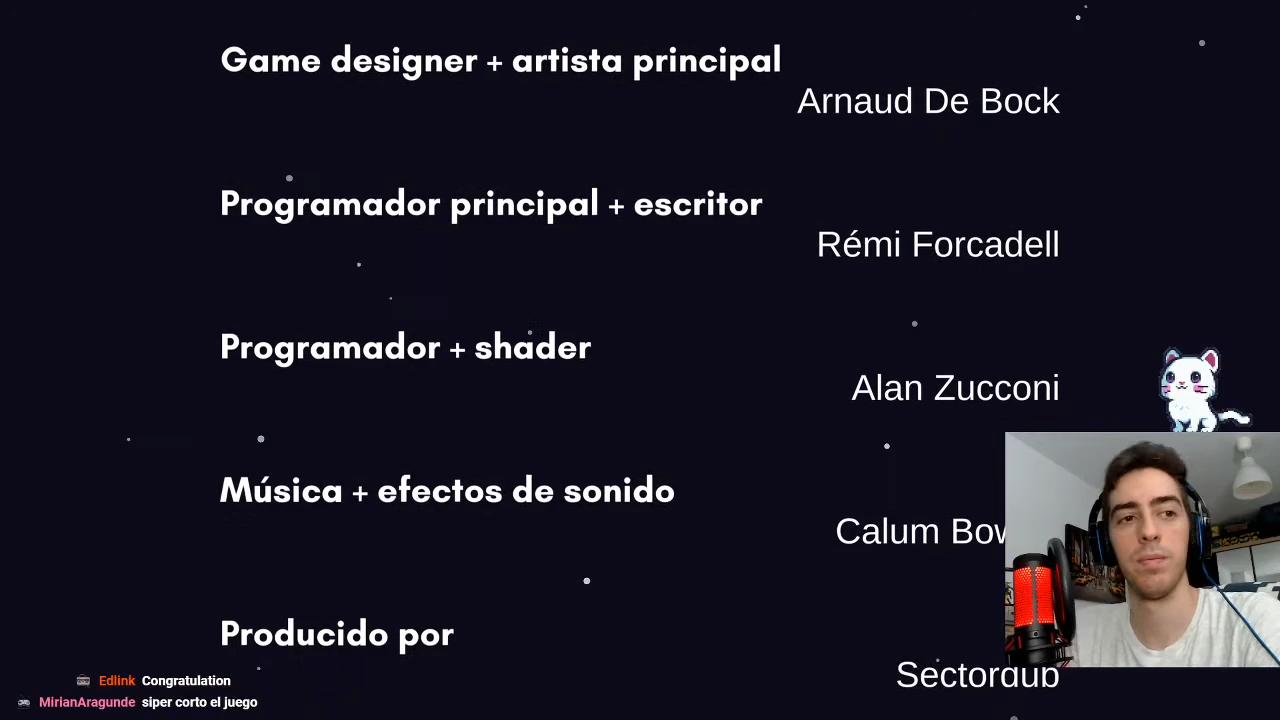 Game designer + artista principal
Arnaud De Bock
Programador principal + escritor
Rémi Forcadell
Programador + shader
Alan Zucconi
Música + efectos de sonido
Calum
Producido por
Sectordub
Edlink Congratulation
MirianAragunde siper corto el juego